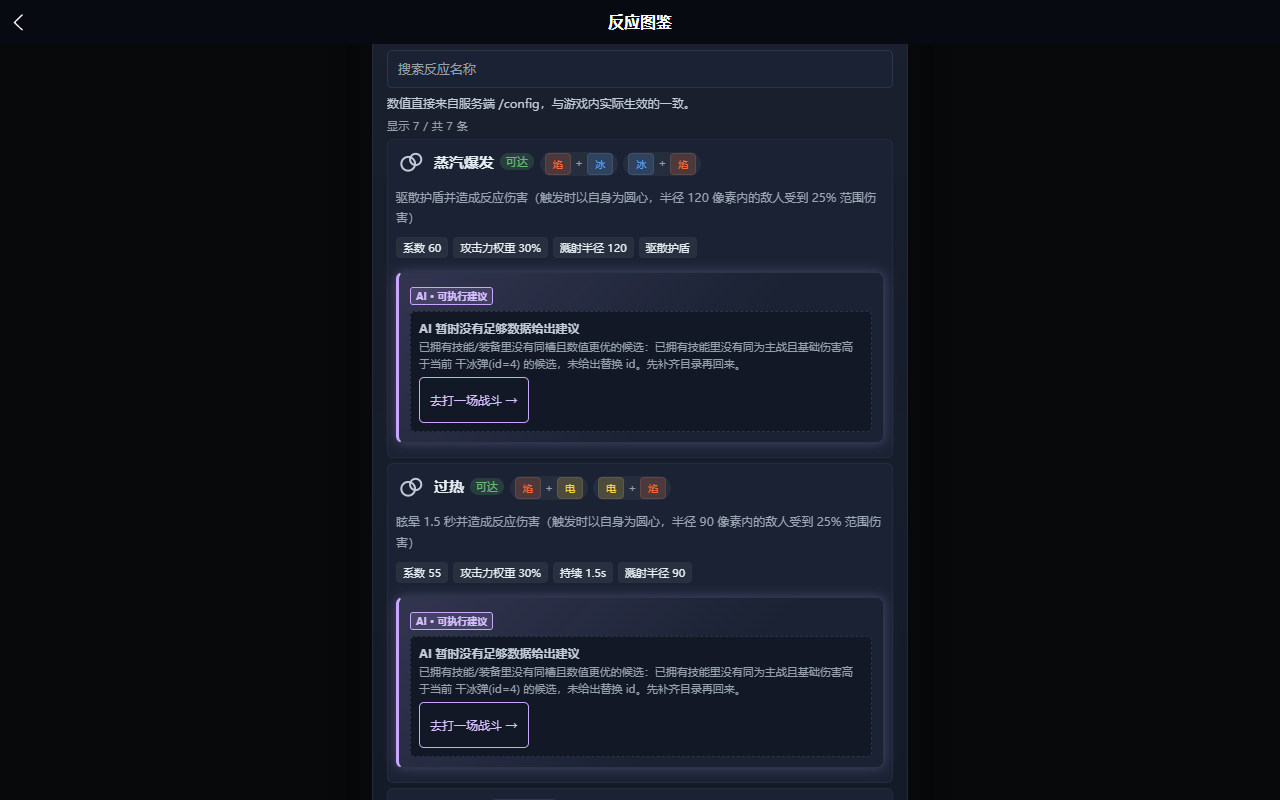 反应图鉴
搜索反应名称
数值直接来自服务端 /config，与游戏内实际生效的一致。
显示 7 / 共 7 条
蒸汽爆发 可达 焰 + 冰 冰 + 焰
驱散护盾并造成反应伤害（触发时以自身为圆心，半径 120 像素内的敌人受到 25% 范围伤
害）
系数 60 攻击力权重 30% 溅射半径 120 驱散护盾
AI • 可执行建议
AI 暂时没有足够数据给出建议
已拥有技能/装备里没有同槽且数值更优的候选：已拥有技能里没有同为主战且基础伤害高
于当前 干冰弹(id=4) 的候选，未给出替换 id。先补齐目录再回来。
去打一场战斗 →
过热 可达 焰 + 电 电 + 焰
眩晕 1.5 秒并造成反应伤害（触发时以自身为圆心，半径 90 像素内的敌人受到 25% 范围伤
害）
系数 55 攻击力权重 30% 持续 1.5s 溅射半径 90
AI • 可执行建议
AI 暂时没有足够数据给出建议
已拥有技能/装备里没有同槽且数值更优的候选：已拥有技能里没有同为主战且基础伤害高
于当前 干冰弹(id=4) 的候选，未给出替换 id。先补齐目录再回来。
去打一场战斗 →